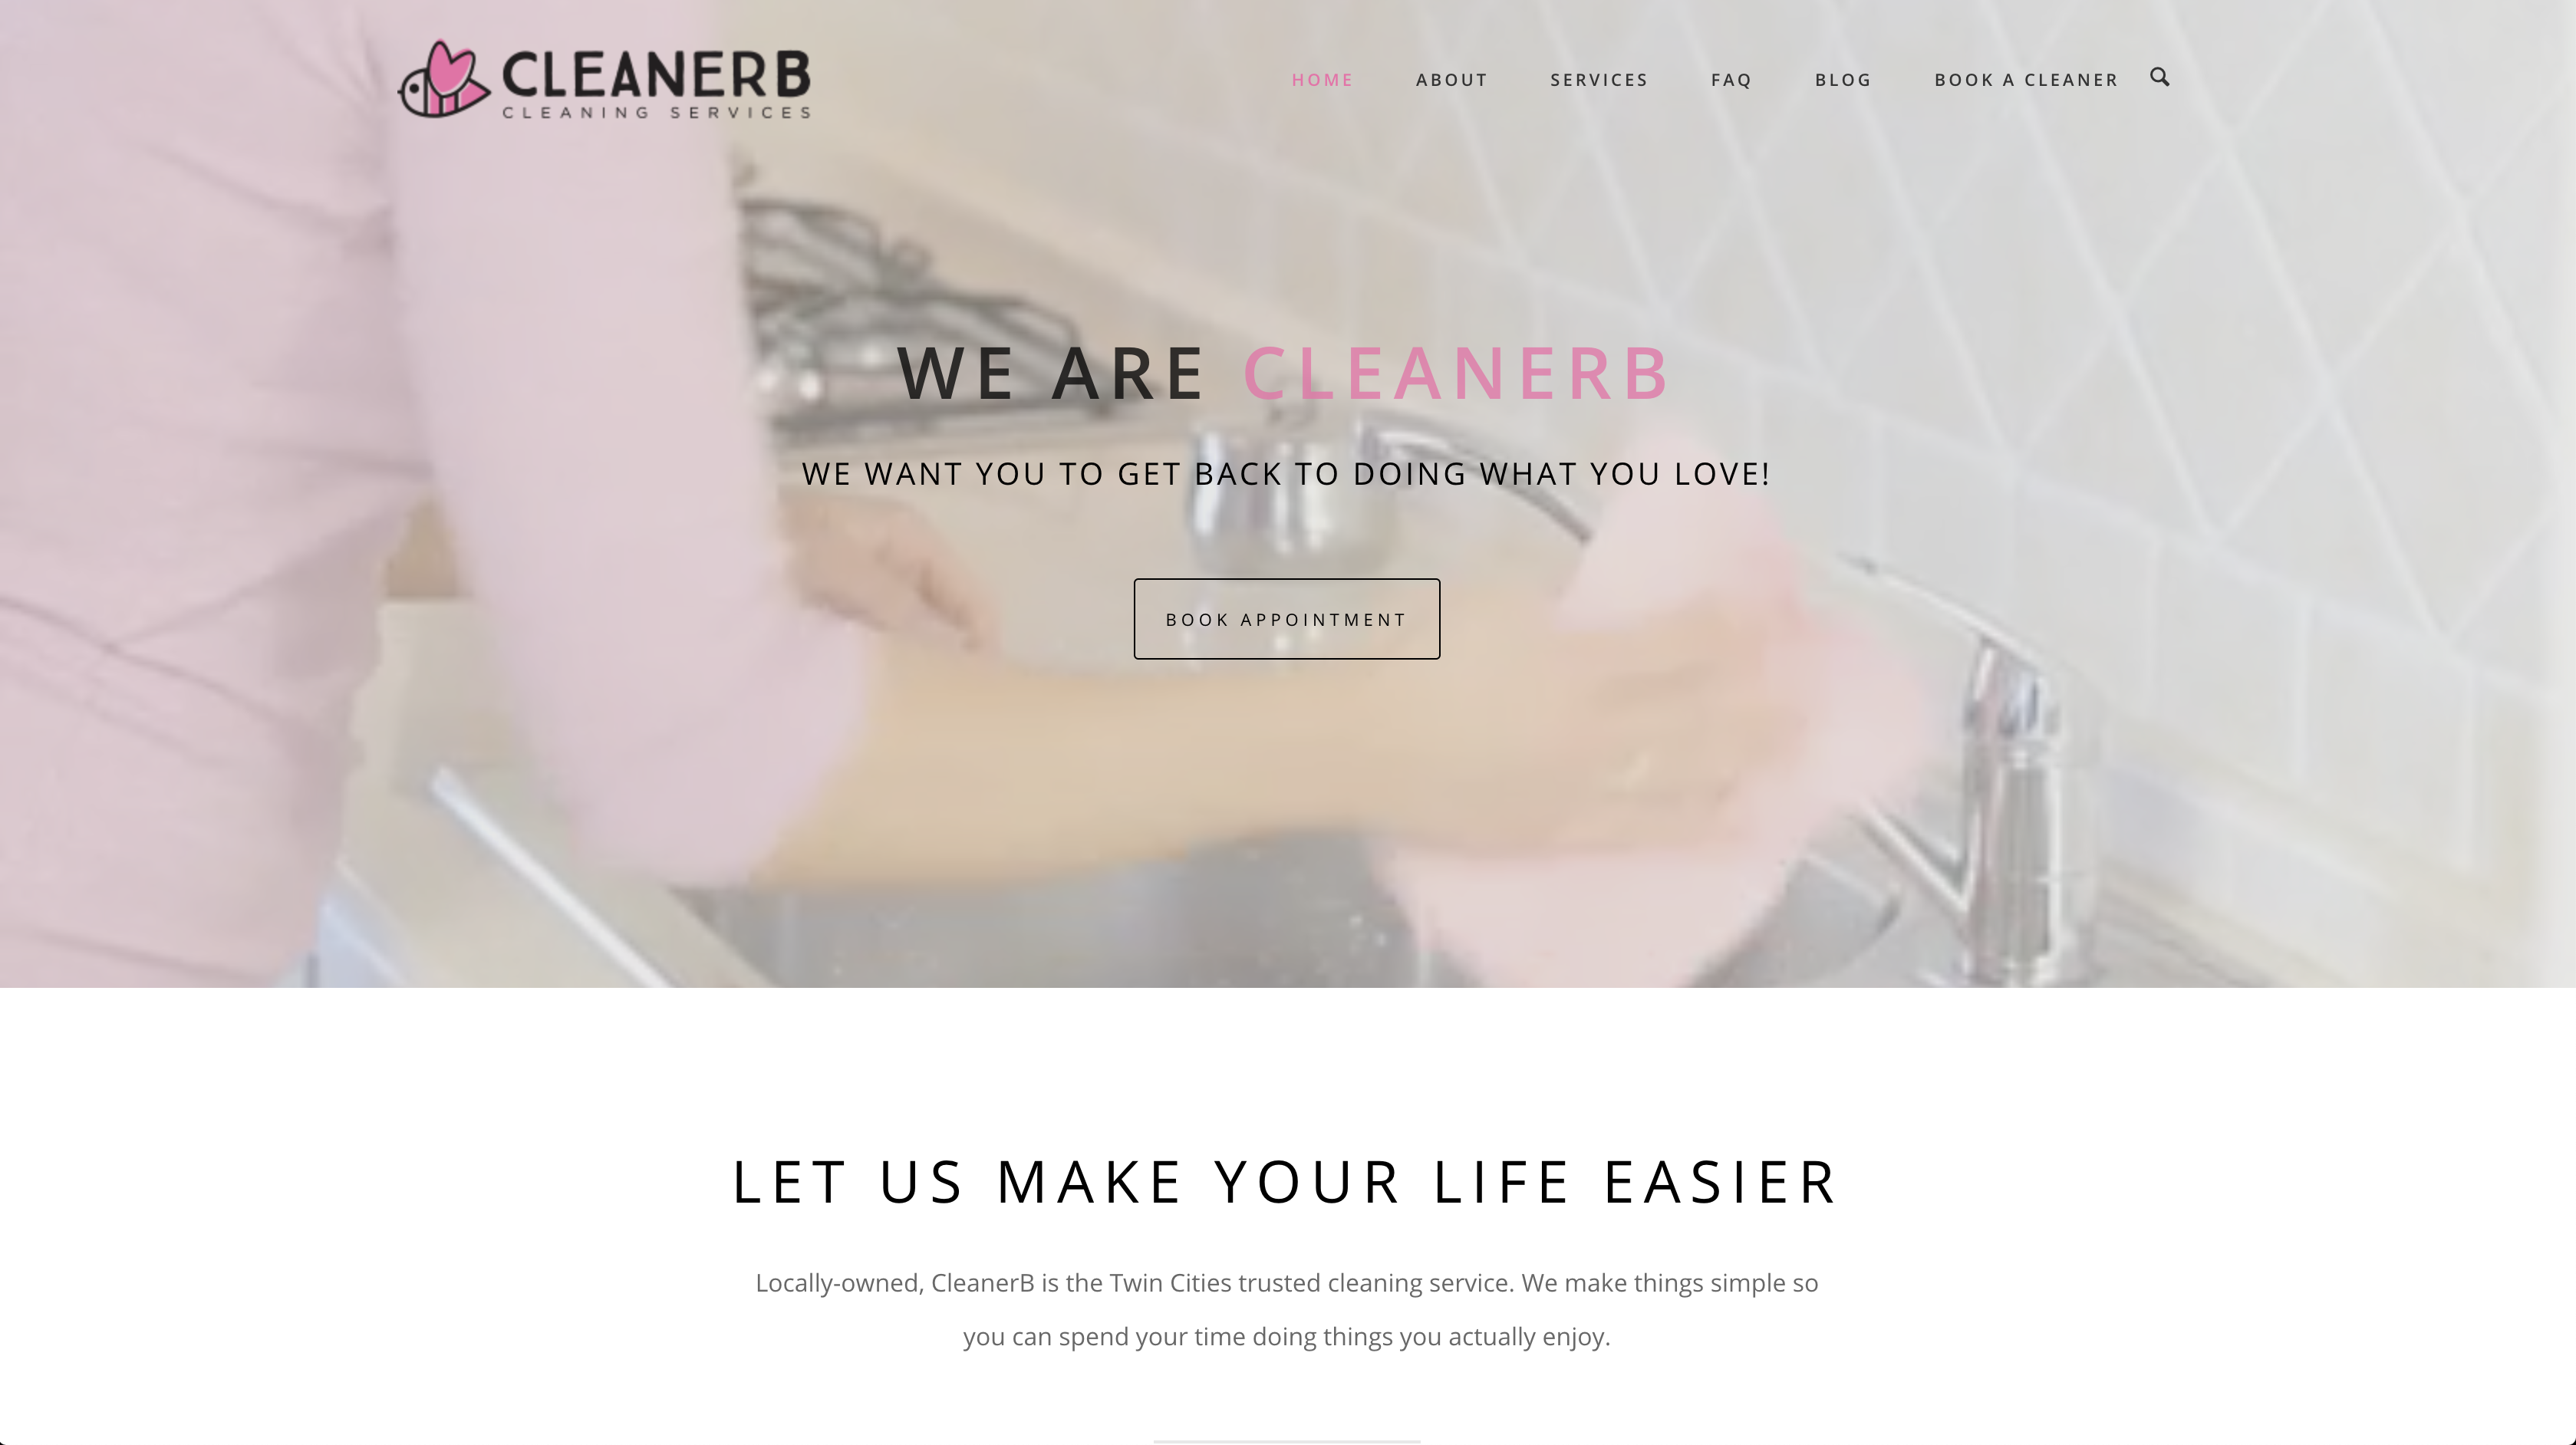 CLEANERB
CLEANING SERVICES
HOME
ABOUT
SERVICES
FAQ
BLOG
BOOK A CLEANER
WE ARE CLEANERB
WE WANT YOU TO GET BACK TO DOING WHAT YOU LOVE!
BOOK APPOINTMENT
LET US MAKE YOUR LIFE EASIER
Locally-owned, CleanerB is the Twin Cities trusted cleaning service. We make things simple so
you can spend your time doing things you actually enjoy.